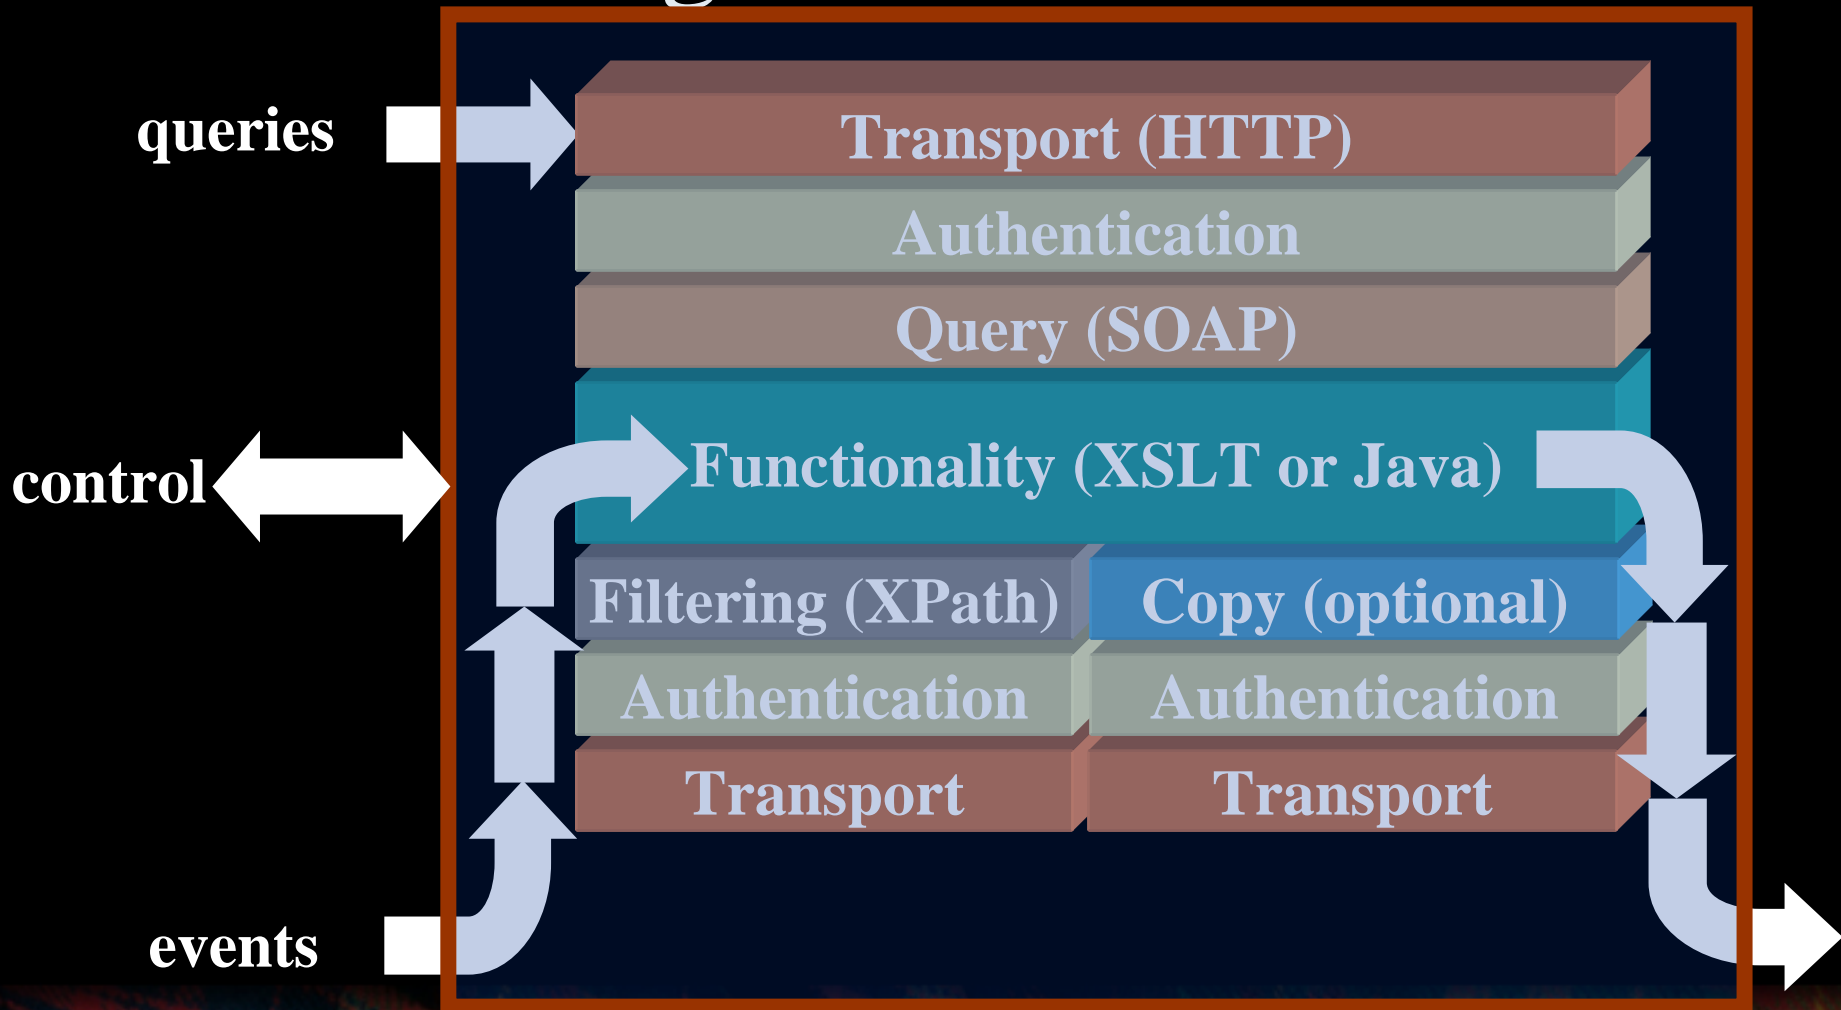 queries
Transport (HTTP)
Authentication
Query (SOAP)
control
Functionality (XSLT or Java)
Filtering (XPath)
Copy (optional)
Authentication
Authentication
Transport
Transport
events